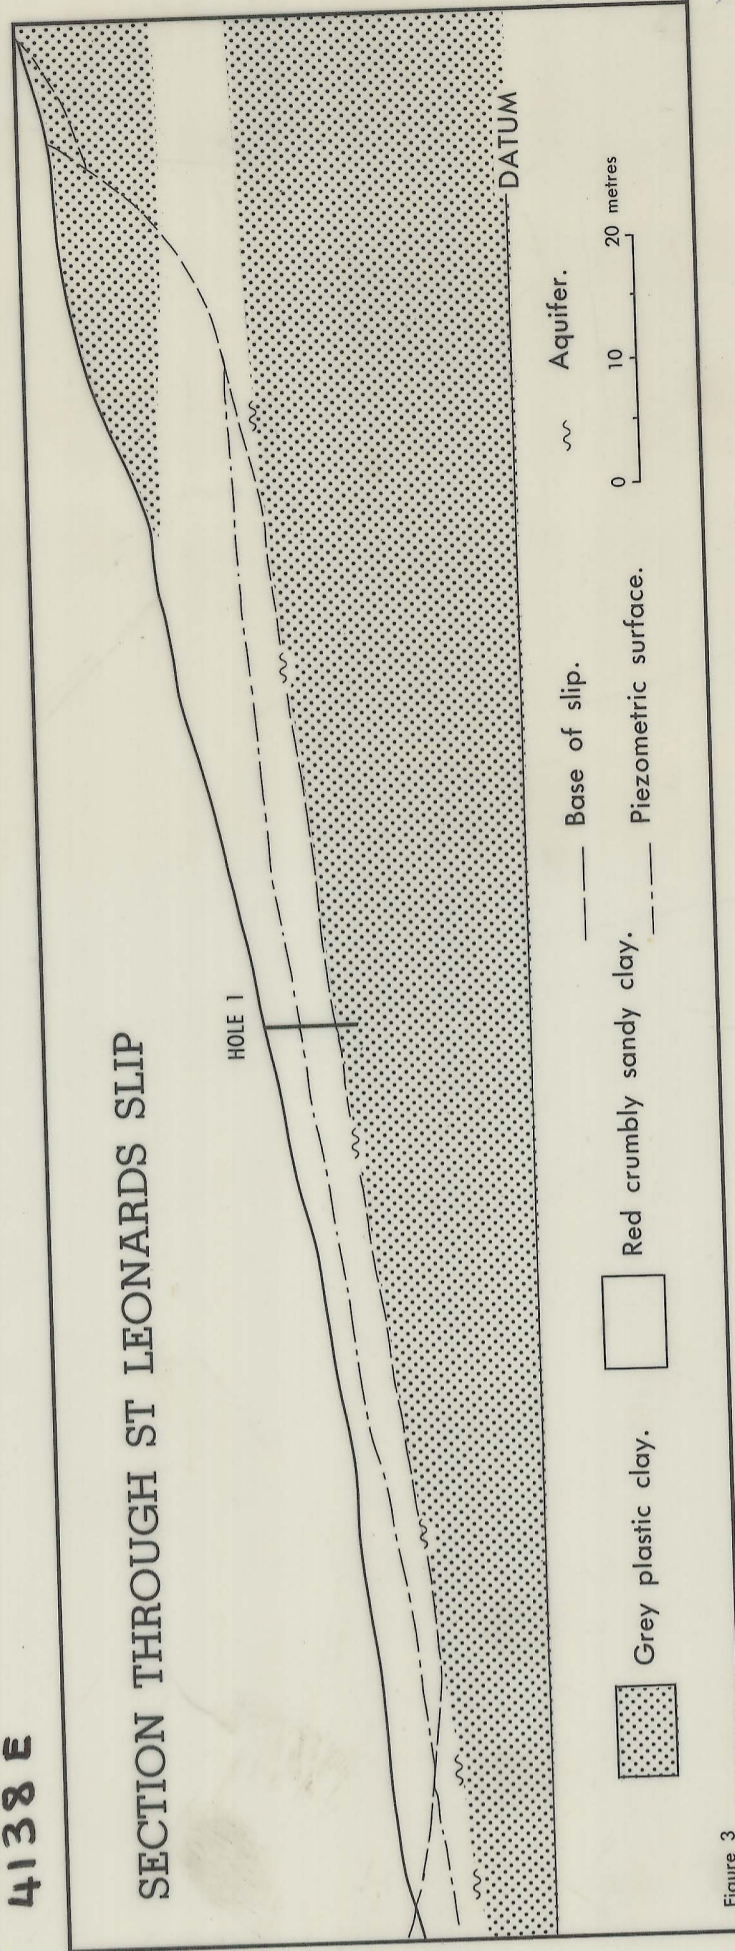 4138 E
SECTION THROUGH ST LEONARDS SLIP
HOLE 1
DATUM
Base of slip.
Aquifer.
Grey plastic clay.
Red crumbly sandy clay.
Piezometric surface.
0 10 20 metres
Figure 3